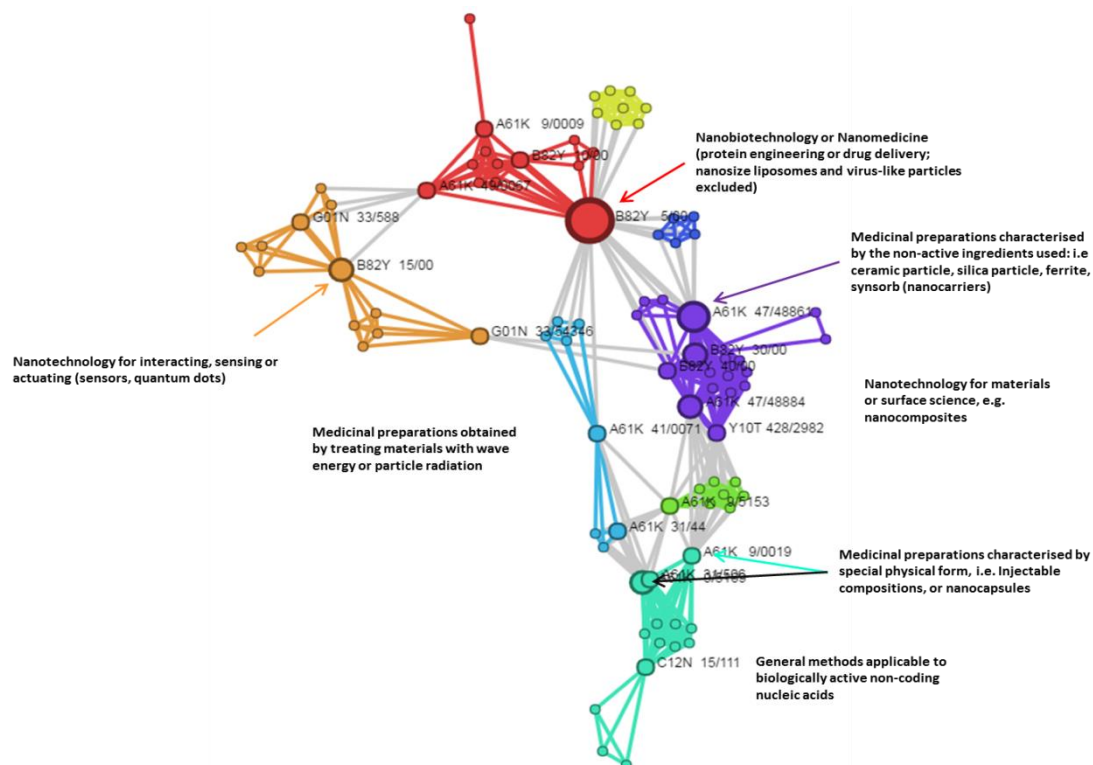 A61K 9/0009
B82Y 10/00
A61K 49/0067
Nanobiotechnology or Nanomedicine
(protein engineering or drug delivery;
nanosize liposomes and virus-like particles
excluded)
G01N 33/588
B82Y 5/00
B82Y 15/00
Medicinal preparations characterised
by the non-active ingredients used: i.e
ceramic particle, silica particle, ferrite,
synsorb (nanocarriers)
A61K 47/48861
G01N 33/54346
B82Y 30/00
B82Y 40/00
Nanotechnology for interacting, sensing or
actuating (sensors, quantum dots)
Nanotechnology for materials
or surface science, e.g.
nanocomposites
A61K 47/48884
Medicinal preparations obtained
by treating materials with wave
energy or particle radiation
A61K 41/0071
Y10T 428/2982
A61K 9/5153
A61K 31/44
A61K 9/0019
Medicinal preparations characterised by
special physical form, i.e. Injectable
compositions, or nanocapsules
C12N 15/111
General methods applicable to
biologically active non-coding
nucleic acids